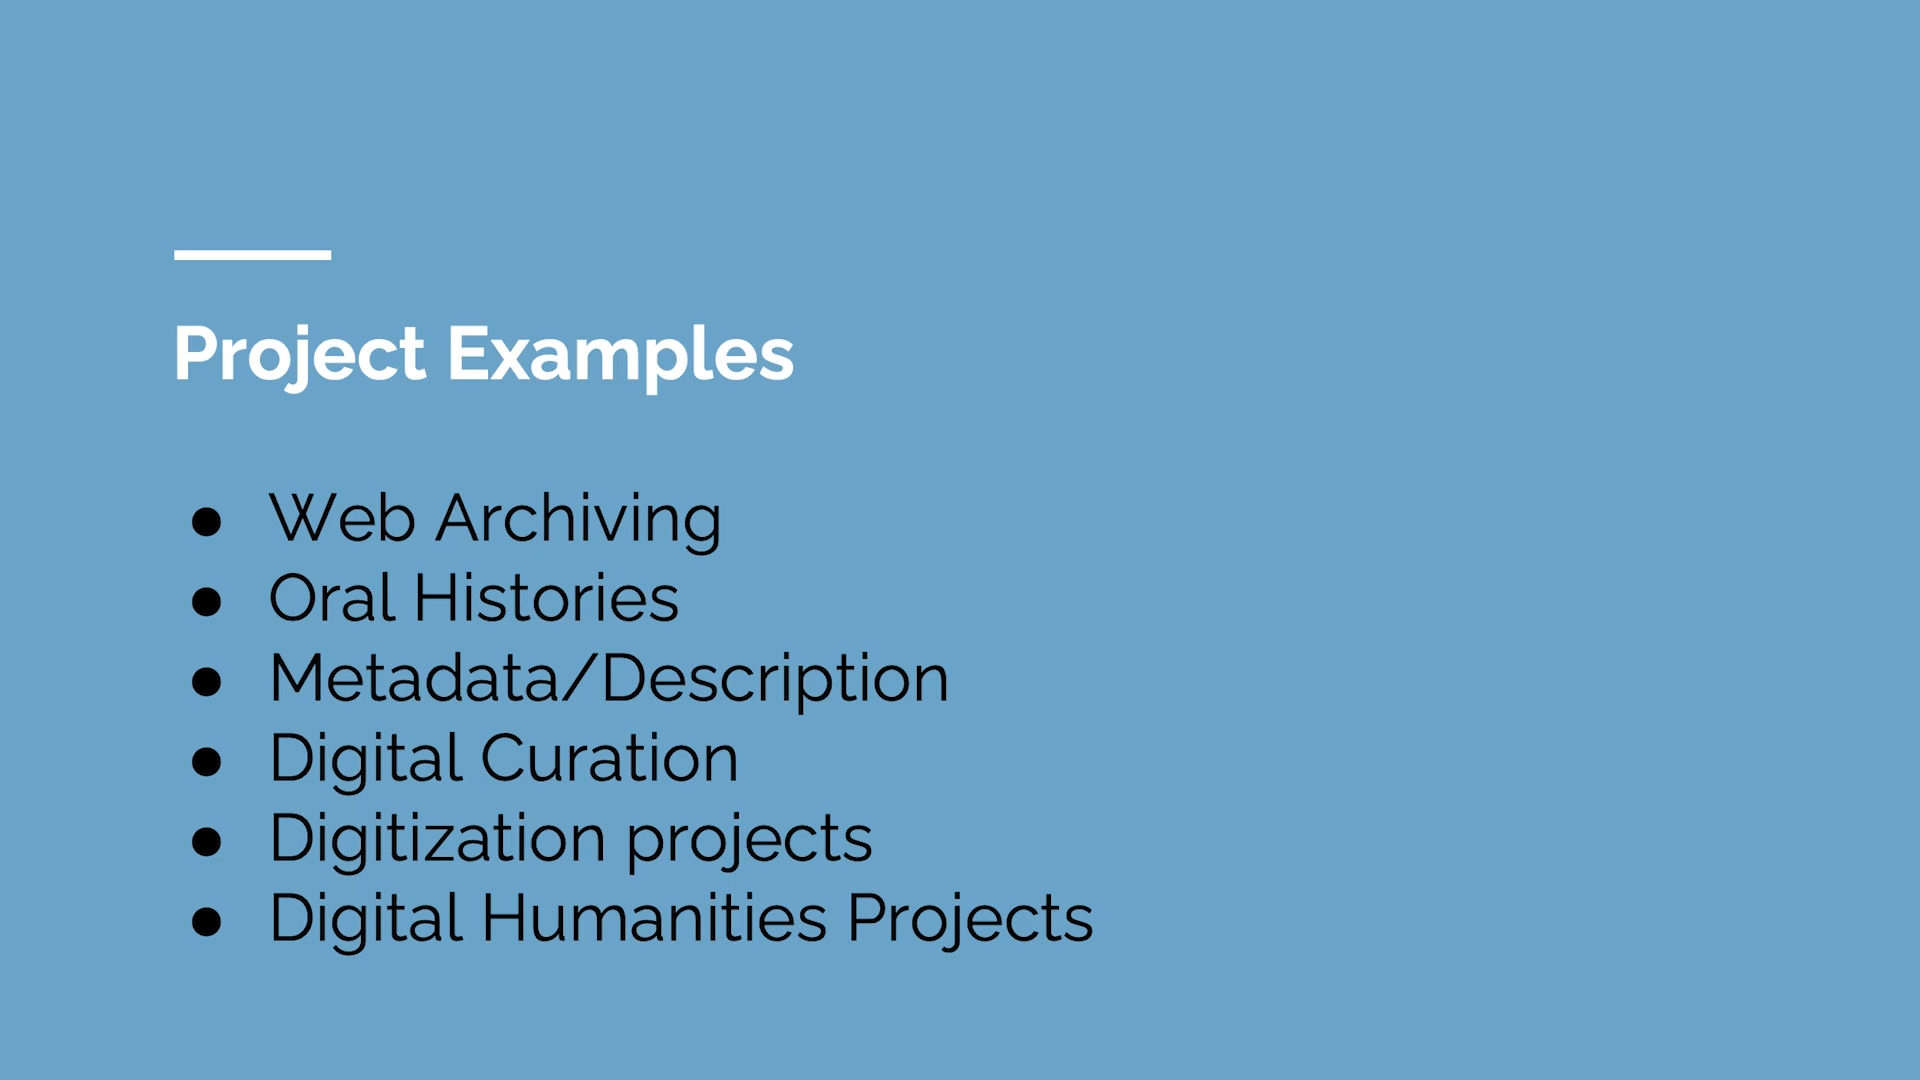 Project Examples
● Web Archiving
● Oral Histories
● Metadata/Description
● Digital Curation
● Digitization projects
● Digital Humanities Projects